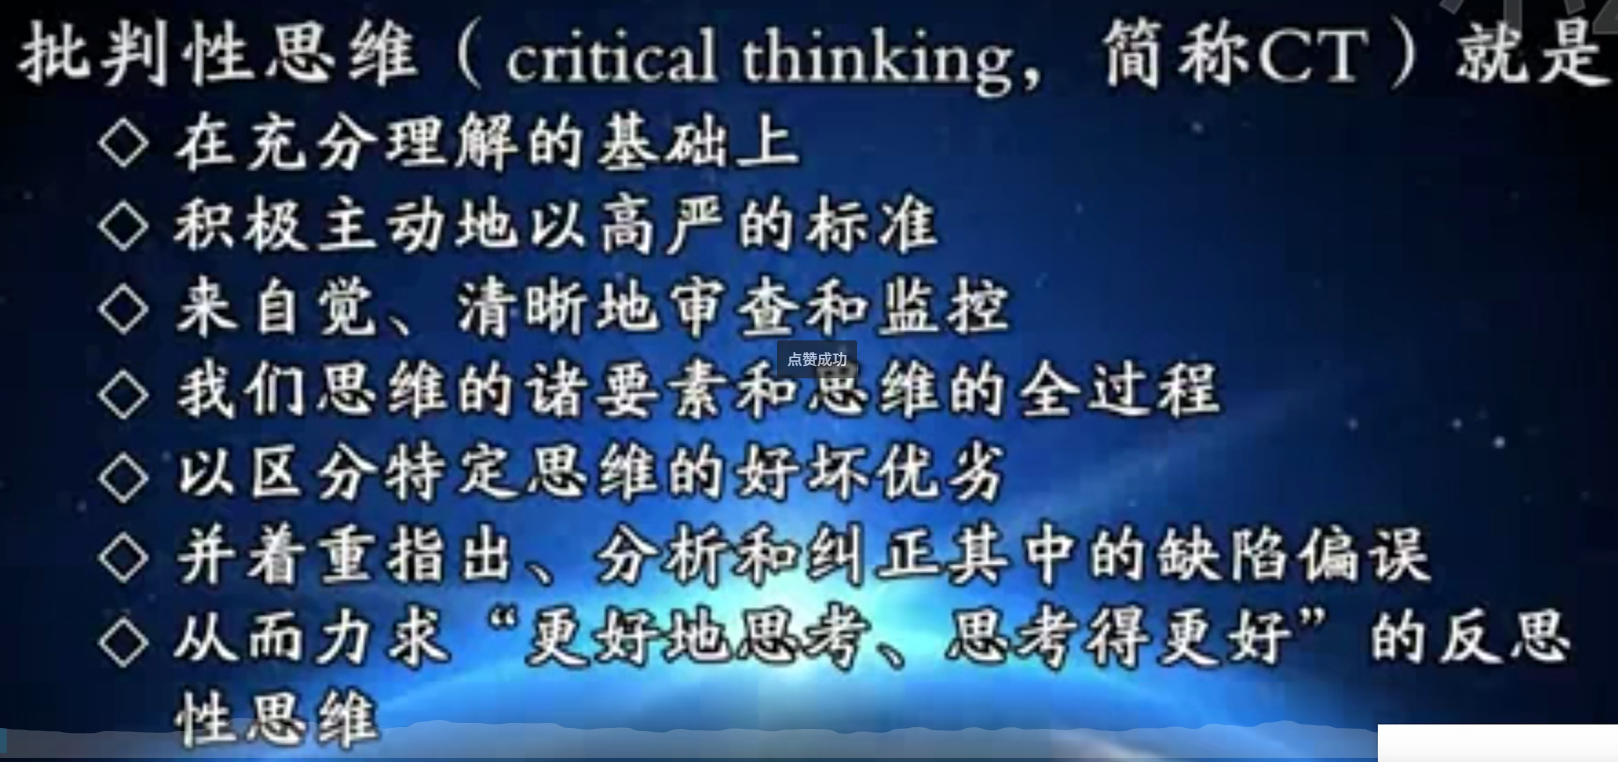 批判性思维（critical thinking，简称CT）就是
◇ 在充分理解的基础上
◇ 积极主动地以高严的标准
◇ 来自觉、清晰地审查和监控
点赞成功
◇ 我们思维的诸要素和思维的全过程
◇ 以区分特定思维的好坏优劣
◇ 并着重指出、分析和纠正其中的缺陷偏误
◇ 从而力求“更好地思考、思考得更好”的反思
性思维